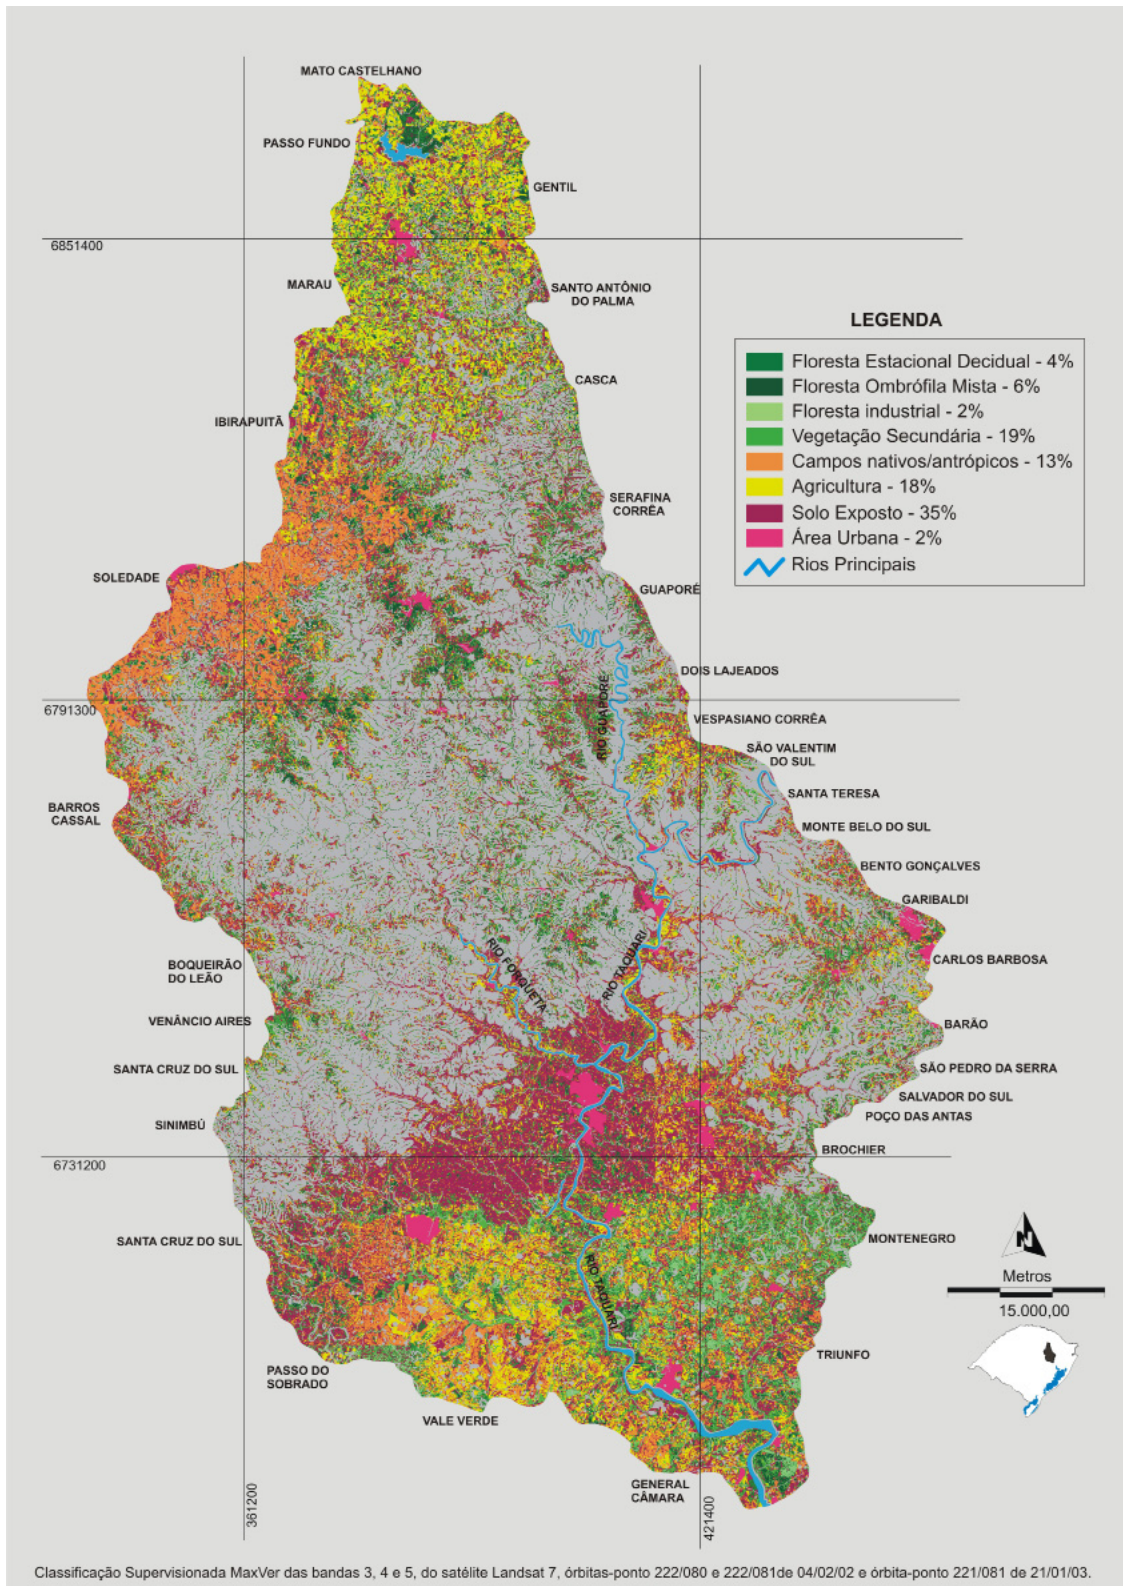 MATO CASTELHANO
PASSO FUNDO
GENTIL
6851400
MARAU
SANTO ANTÔNIO
DO PALMA
LEGENDA
Floresta Estacional Decidual - 4%
Floresta Ombrófila Mista - 6%
Floresta industrial - 2%
Vegetação Secundária - 19%
Campos nativos/antrópicos - 13%
Agricultura - 18%
Solo Exposto - 35%
Área Urbana - 2%
Rios Principais
CASCA
IBIRAPUITÃ
SERAFINA
CORRÊA
SOLEDADE
GUAPORÉ
DOIS LAJEADOS
6791300
RIO GUAPORÉ
VESPASIANO CORRÊA
SÃO VALENTIM
DO SUL
SANTA TERESA
BARROS
CASSAL
MONTE BELO DO SUL
BENTO GONÇALVES
GARIBALDI
RIO FORQUETA
RIO TAQUARI
CARLOS BARBOSA
BOQUEIRÃO
DO LEÃO
VENÂNCIO AIRES
BARÃO
SANTA CRUZ DO SUL
SÃO PEDRO DA SERRA
SALVADOR DO SUL
POÇO DAS ANTAS
SINIMBÚ
BROCHIER
6731200
SANTA CRUZ DO SUL
MONTENEGRO
N
Metros
15.000,00
RIO TAQUARI
TRIUNFO
PASSO DO
SOBRADO
VALE VERDE
GENERAL
CÂMARA
361200
421400
Classificação Supervisionada MaxVer das bandas 3, 4 e 5, do satélite Landsat 7, órbitas-ponto 222/080 e 222/081de 04/02/02 e órbita-ponto 221/081 de 21/01/03.